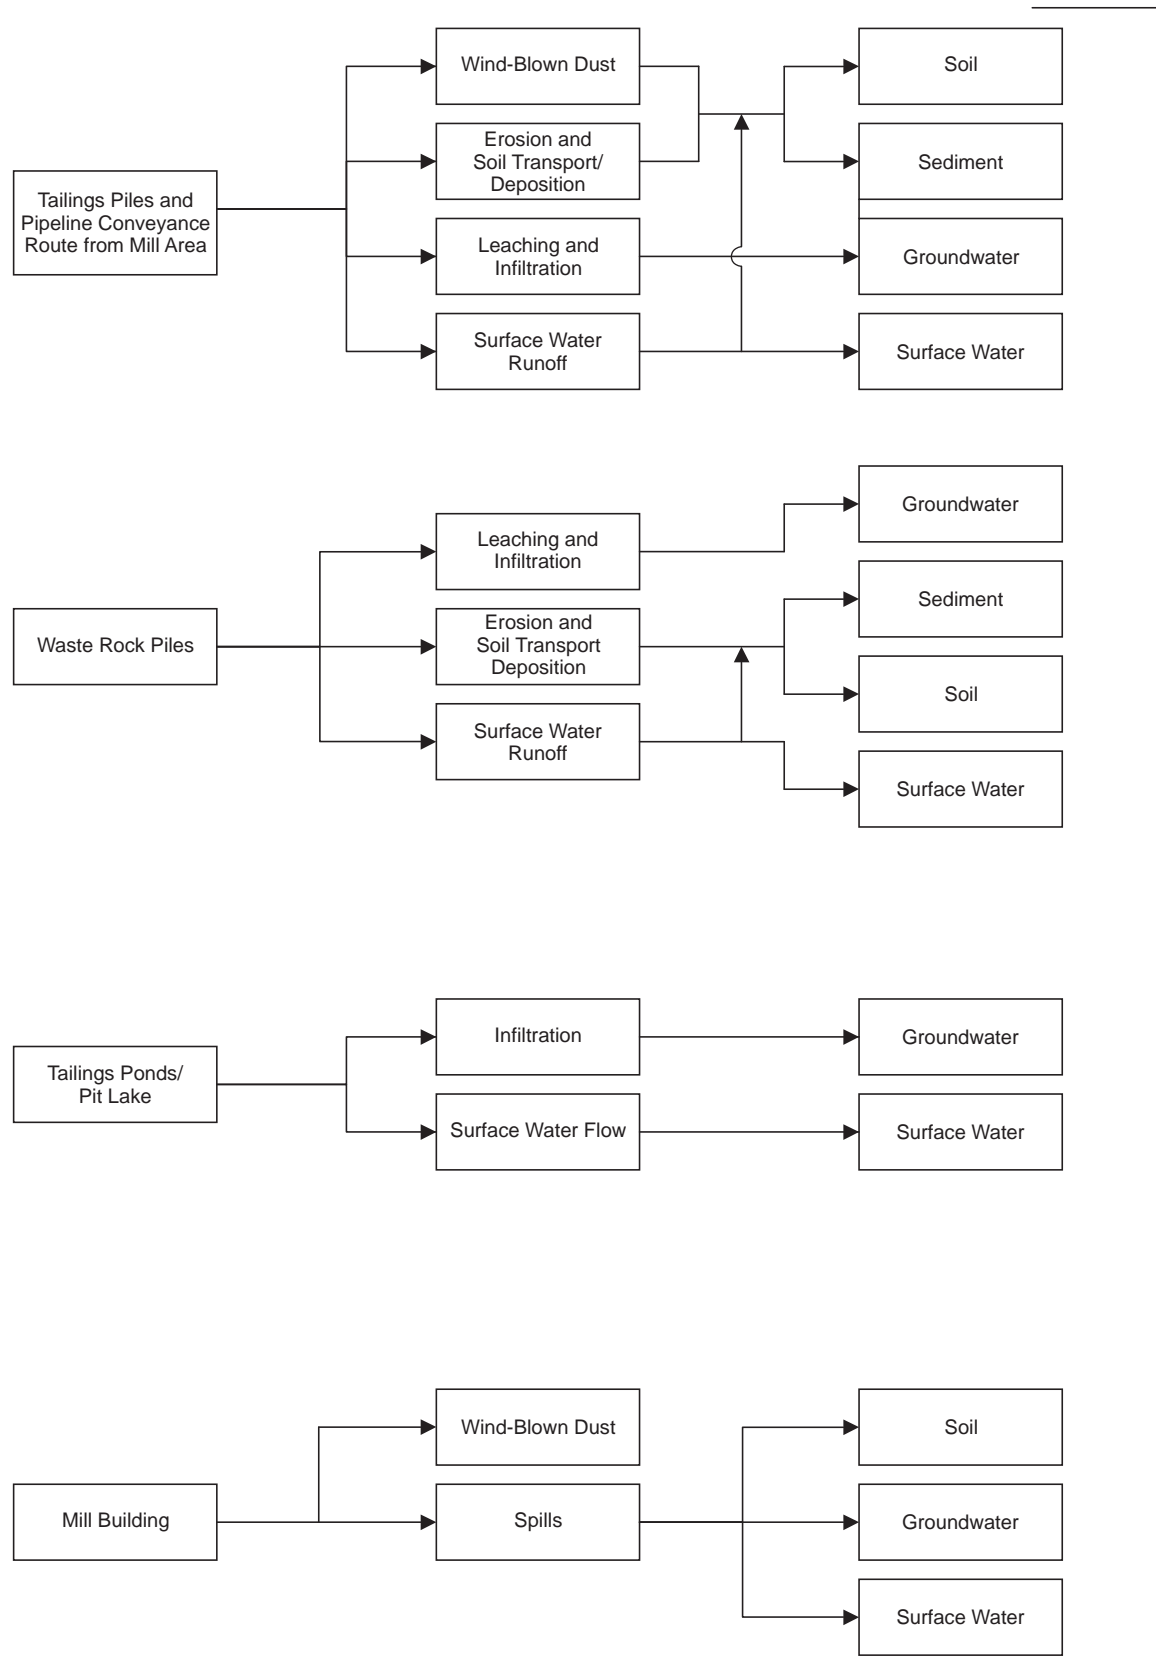 Wind-Blown Dust
Soil
Erosion and
Soil Transport/
Deposition
Sediment
Tailings Piles and
Pipeline Conveyance
Route from Mill Area
Leaching and
Infiltration
Groundwater
Surface Water
Runoff
Surface Water
Groundwater
Leaching and
Infiltration
Sediment
Waste Rock Piles
Erosion and
Soil Transport
Deposition
Soil
Surface Water
Runoff
Surface Water
Infiltration
Groundwater
Tailings Ponds/
Pit Lake
Surface Water Flow
Surface Water
Wind-Blown Dust
Soil
Mill Building
Spills
Groundwater
Surface Water